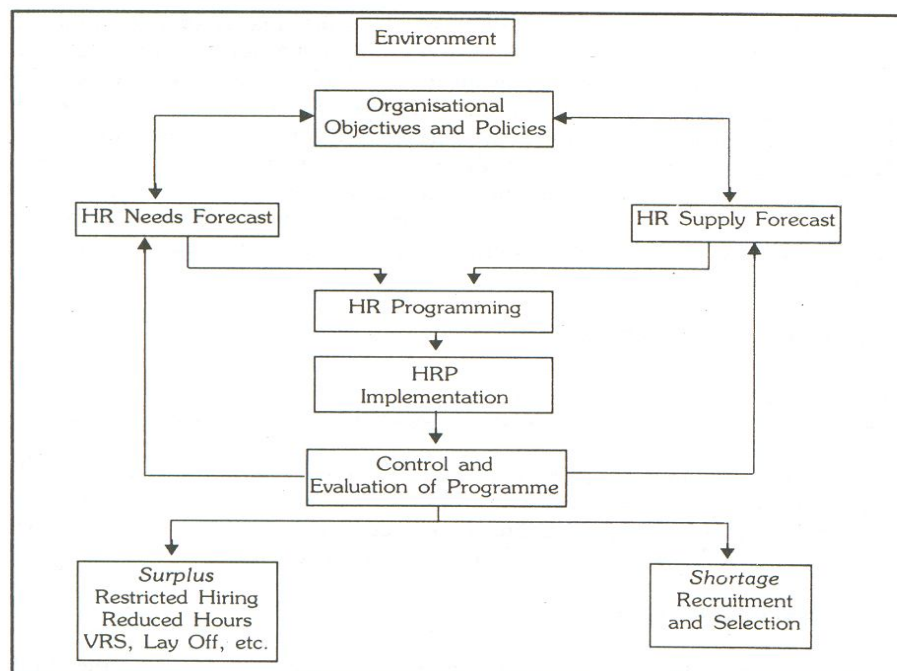 Environment
Organisational
Objectives and Policies
HR Needs Forecast
HR Supply Forecast
HR Programming
HRP
Implementation
Control and
Evaluation of Programme
Surplus
Restricted Hiring
Reduced Hours
VRS, Lay Off, etc.
Shortage
Recruitment
and Selection